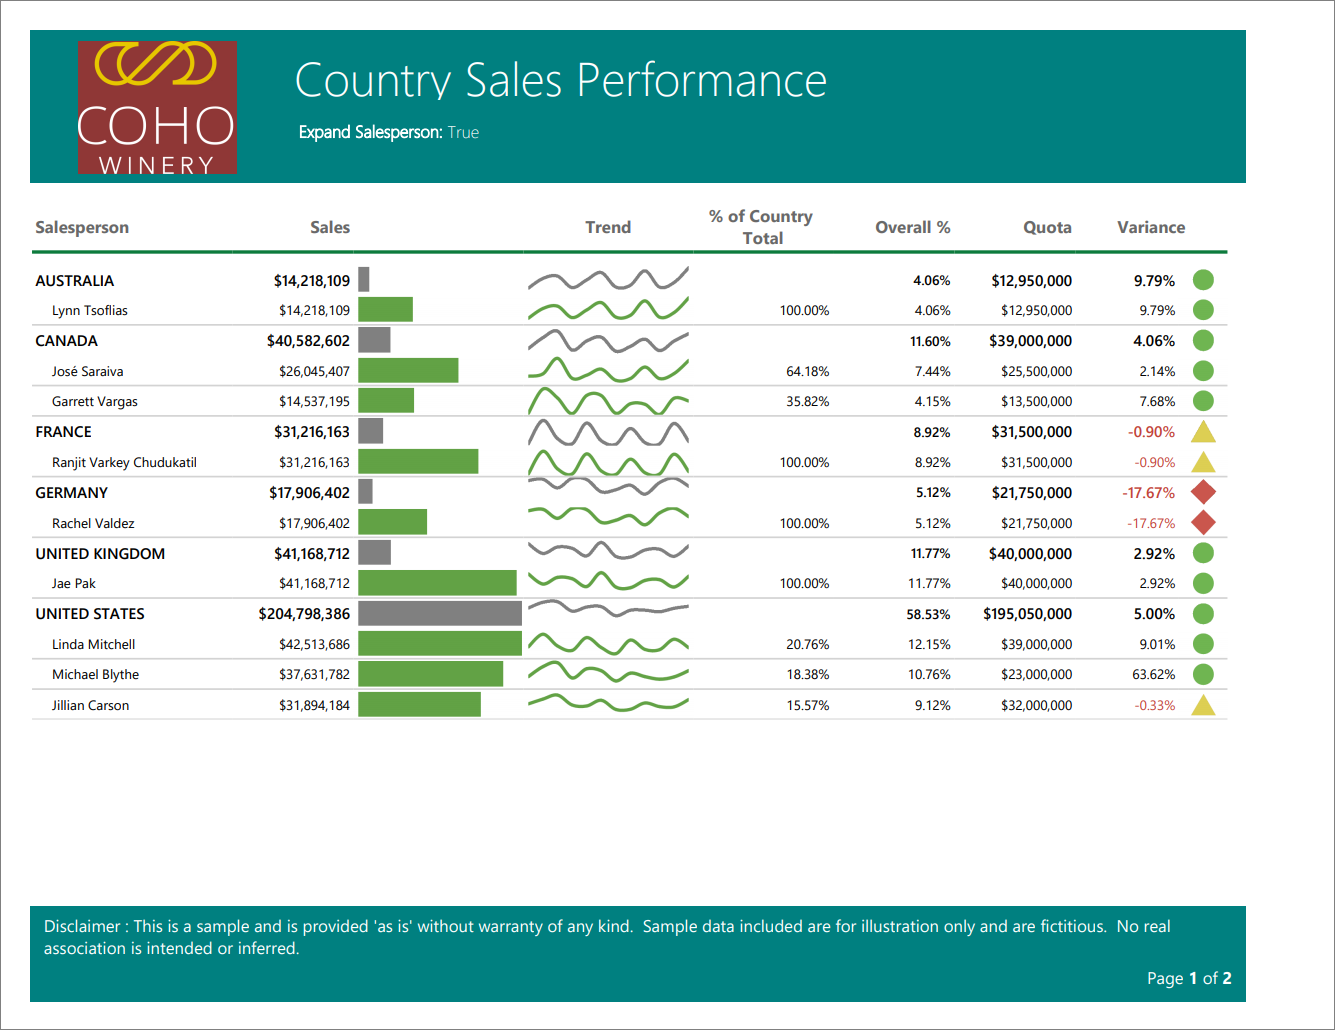 COHO
WINERY
Country Sales Performance
Expand Salesperson: True
Salesperson Sales Trend % of Country Total Overall % Quota Variance
AUSTRALIA $14,218,109 4.06% $12,950,000 9.79%
Lynn Tsoflias $14,218,109 100.00% 4.06% $12,950,000 9.79%
CANADA $40,582,602 11.60% $39,000,000 4.06%
José Saraiva $26,045,407 64.18% 7.44% $25,500,000 2.14%
Garrett Vargas $14,537,195 35.82% 4.15% $13,500,000 7.68%
FRANCE $31,216,163 8.92% $31,500,000 -0.90%
Ranjit Varkey Chudukatil $31,216,163 100.00% 8.92% $31,500,000 -0.90%
GERMANY $17,906,402 5.12% $21,750,000 -17.67%
Rachel Valdez $17,906,402 100.00% 5.12% $21,750,000 -17.67%
UNITED KINGDOM $41,168,712 11.77% $40,000,000 2.92%
Jae Pak $41,168,712 100.00% 11.77% $40,000,000 2.92%
UNITED STATES $204,798,386 58.53% $195,050,000 5.00%
Linda Mitchell $42,513,686 20.76% 12.15% $39,000,000 9.01%
Michael Blythe $37,631,782 18.38% 10.76% $23,000,000 63.62%
Jillian Carson $31,894,184 15.57% 9.12% $32,000,000 -0.33%
Disclaimer : This is a sample and is provided 'as is' without warranty of any kind.  Sample data included are for illustration only and are fictitious.  No real
association is intended or inferred.
Page 1 of 2